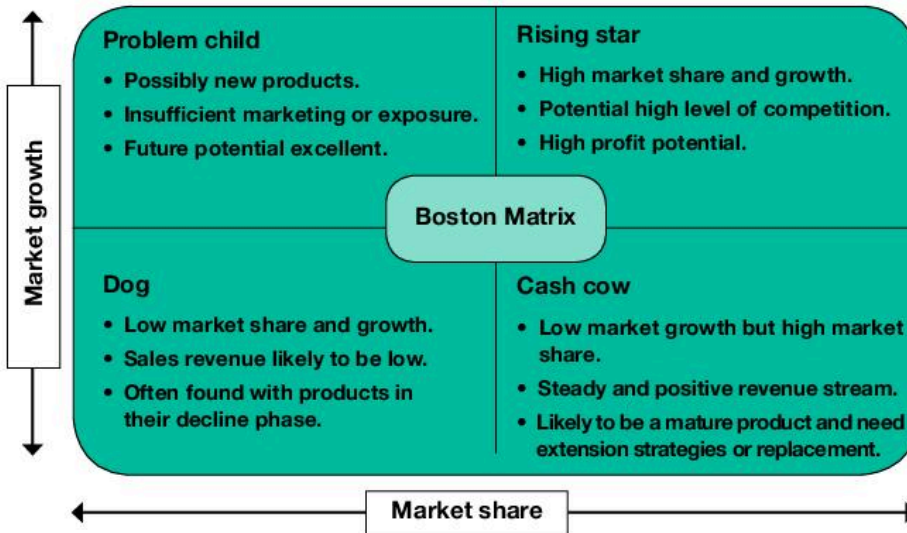 Problem child
• Possibly new products.
• Insufficient marketing or exposure.
• Future potential excellent.
Rising star
• High market share and growth.
• Potential high level of competition.
• High profit potential.
Market growth
Boston Matrix
Dog
• Low market share and growth.
• Sales revenue likely to be low.
• Often found with products in
their decline phase.
Cash cow
• Low market growth but high market
share.
• Steady and positive revenue stream.
• Likely to be a mature product and need
extension strategies or replacement.
Market share